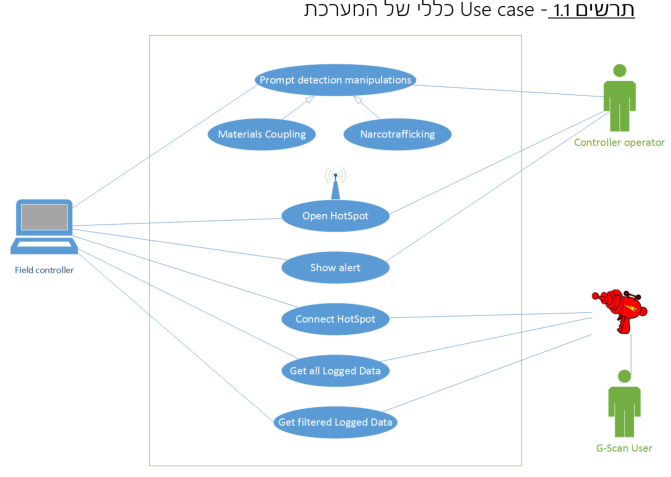 תרשים 1.1 - Use case כללי של המערכת
Prompt detection manipulations
Materials Coupling
Narcotrafficking
Controller operator
Open HotSpot
Show alert
Field controller
Connect HotSpot
Get all Logged Data
Get filtered Logged Data
G-Scan User